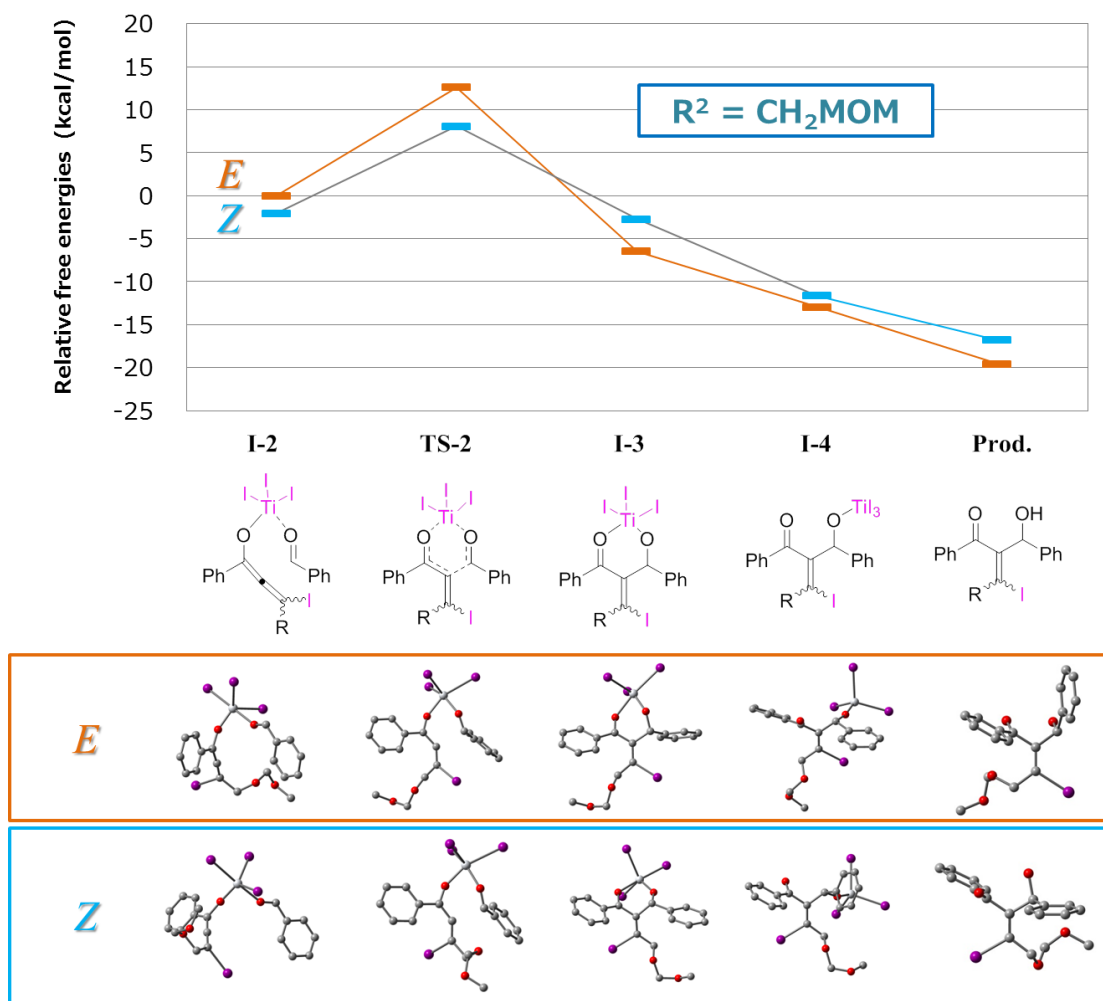 Relative free energies (kcal/mol)
20
15
10
5
0
-5
-10
-15
-20
-25
R² = CH₂MOM
E
Z
I-2
TS-2
I-3
I-4
Prod.
I
I
I
Ti
O
O
Ph
Ph
I
R
I
I
I
Ti
O
O
Ph
Ph
R
I
I
I
I
Ti
O
O
Ph
Ph
R
I
TiI₃
O
O
Ph
Ph
R
I
O
OH
Ph
Ph
R
I
E
Z